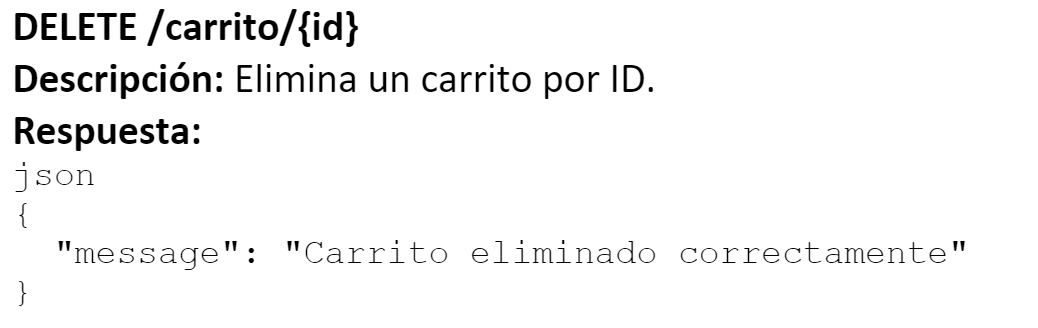 DELETE /carrito/{id}
Descripción: Elimina un carrito por ID.
Respuesta:
json
{
  "message": "Carrito eliminado correctamente"
}